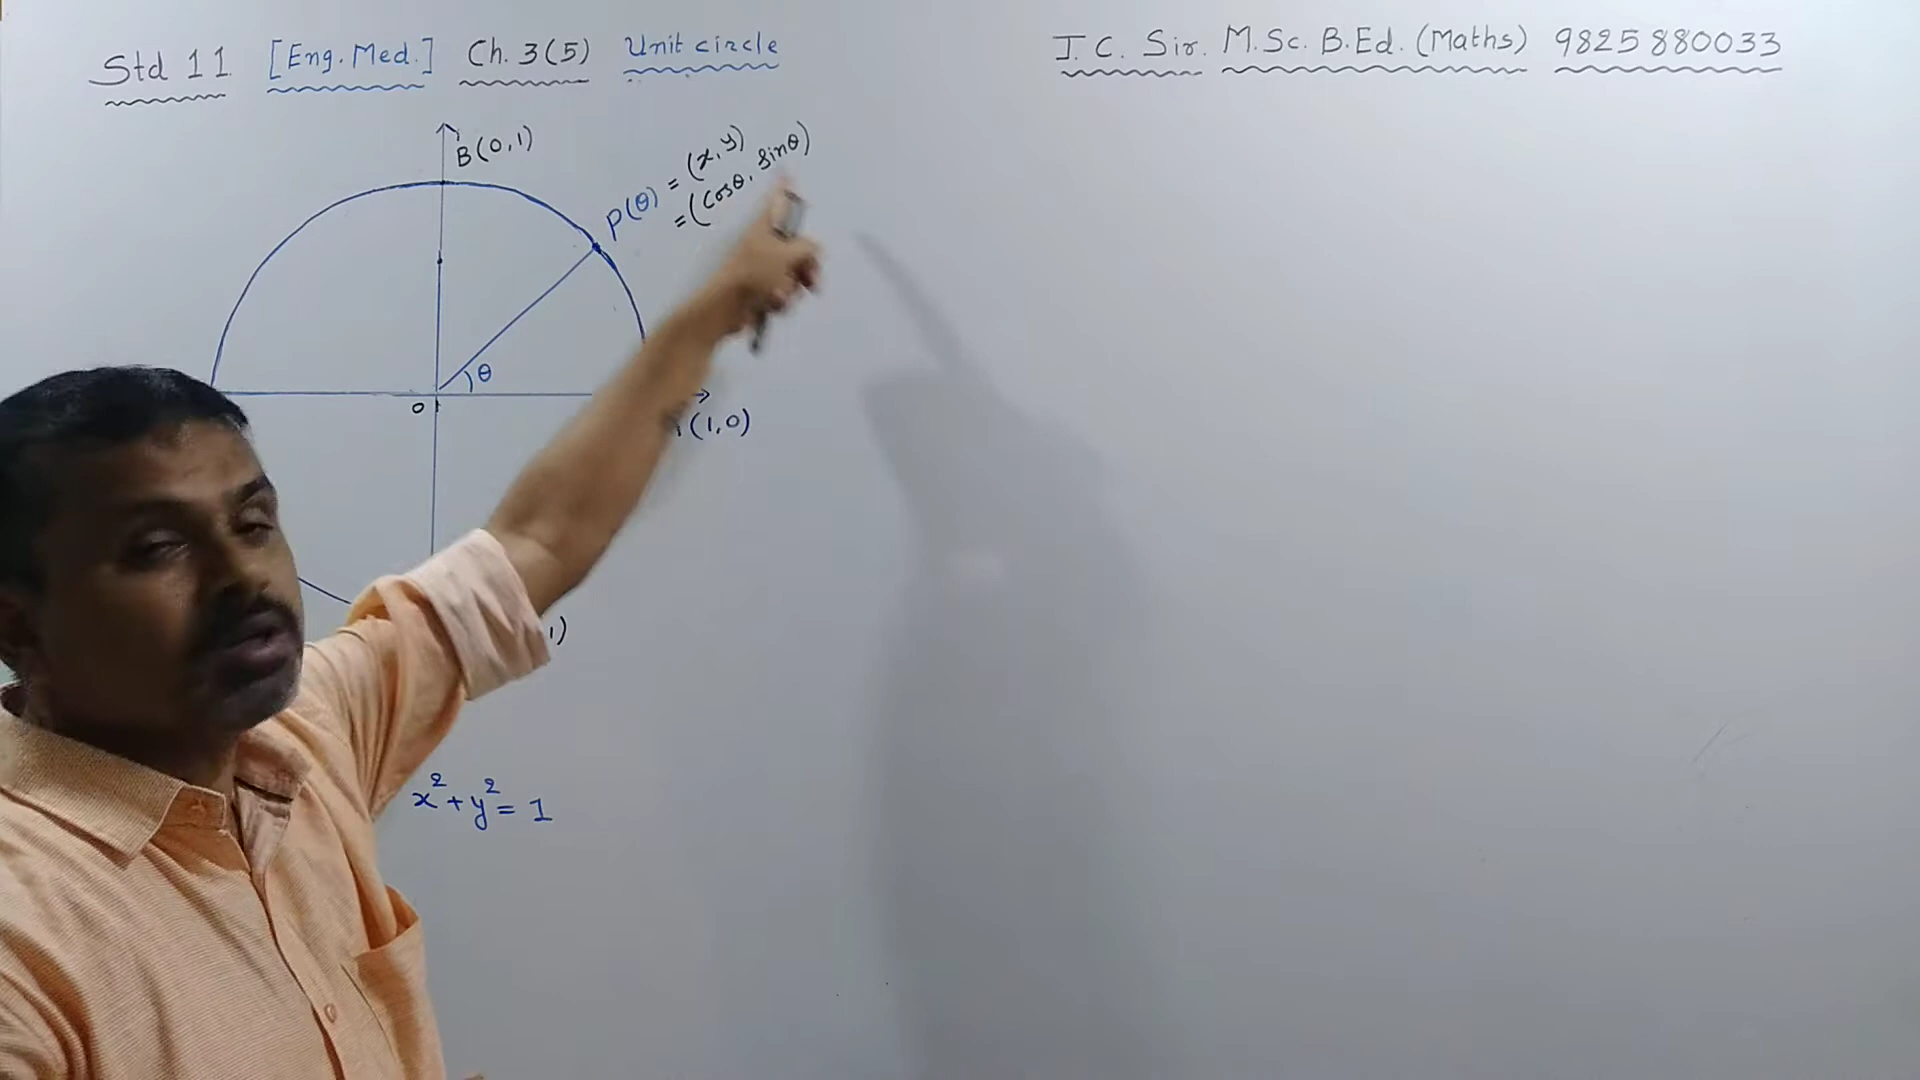 Std 11 [Eng. Med.] Ch. 3(5) Unit circle
J. C. Sir. M.Sc. B.Ed. (Maths) 9825880033
B(0,1)
P(θ) = (x, y)
= (cosθ, sinθ)
θ
O
(1,0)
1)
x² + y² = 1